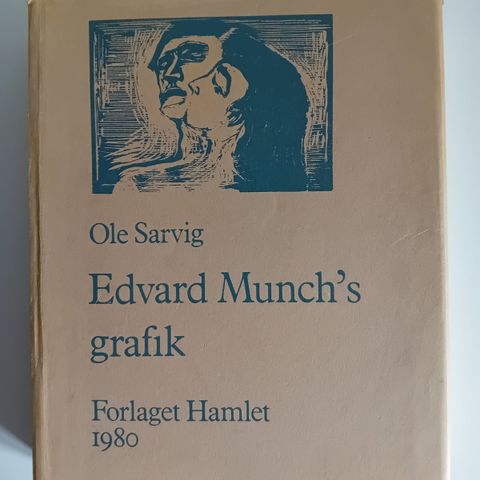 Ole Sarvig
Edvard Munch's
grafik
Forlaget Hamlet
1980